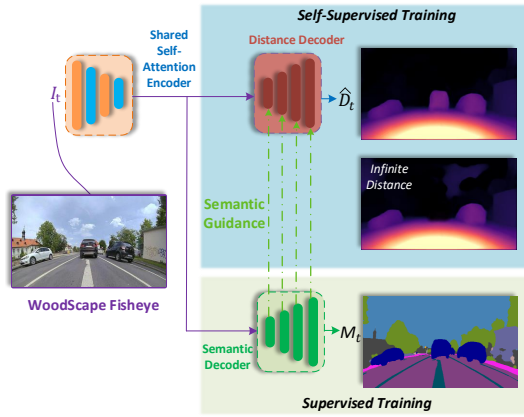 Self-Supervised Training
Shared
Self-
Attention
Encoder
Distance Decoder
I_t
D̂_t
Infinite
Distance
Semantic
Guidance
WoodScape Fisheye
Semantic
Decoder
M_t
Supervised Training